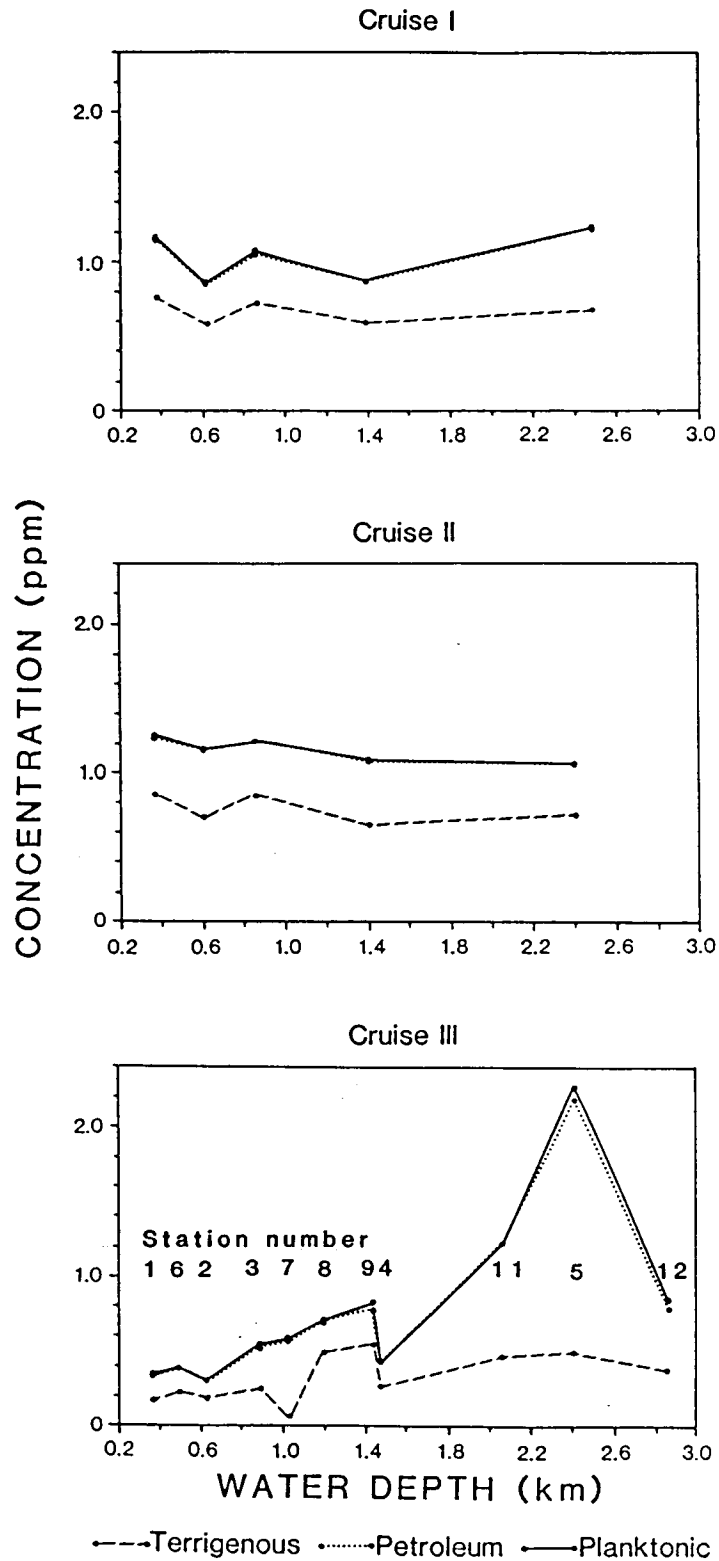 Cruise I
2.0
1.0
0
0.2 0.6 1.0 1.4 1.8 2.2 2.6 3.0
Cruise II
CONCENTRATION (ppm)
2.0
1.0
0
0.2 0.6 1.0 1.4 1.8 2.2 2.6 3.0
Cruise III
2.0
Station number
1 6 2 3 7 8 9 4 11 5 12
1.0
0
0.2 0.6 1.0 1.4 1.8 2.2 2.6 3.0
WATER DEPTH (km)
Terrigenous Petroleum Planktonic